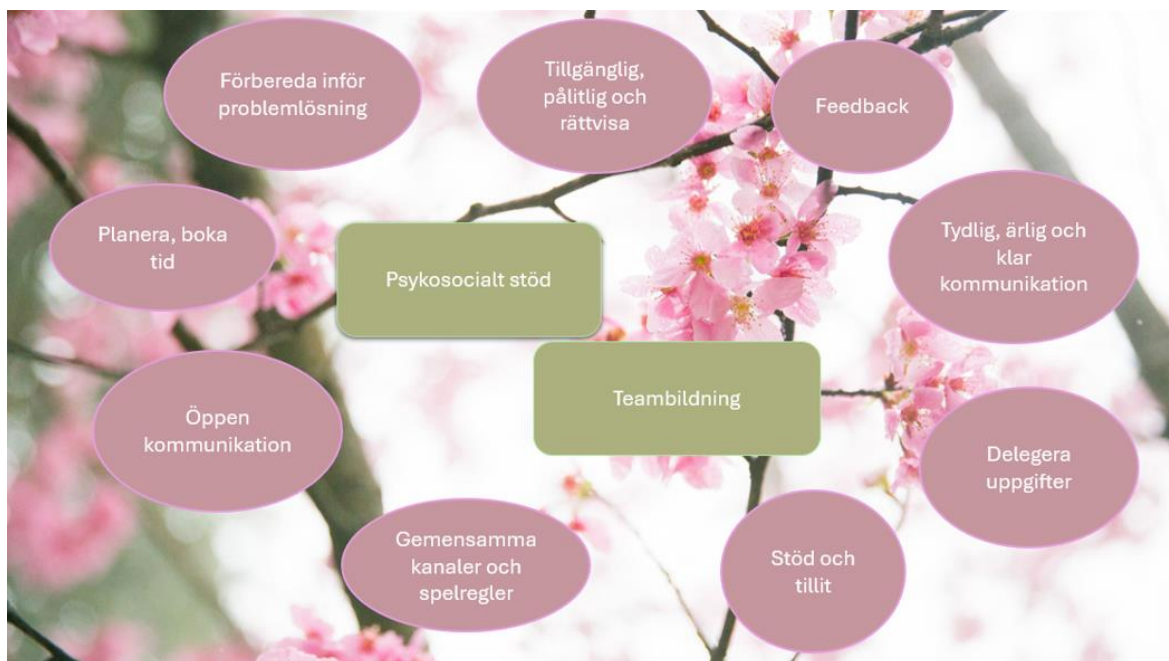 Förbereda inför
problemlösning
Tillgänglig,
pålitlig och
rättvisa
Feedback
Planera, boka
tid
Psykosocialt stöd
Tydlig, ärlig och
klar
kommunikation
Teambildning
Öppen
kommunikation
Delegera
uppgifter
Gemensamma
kanaler och
spelregler
Stöd och
tillit